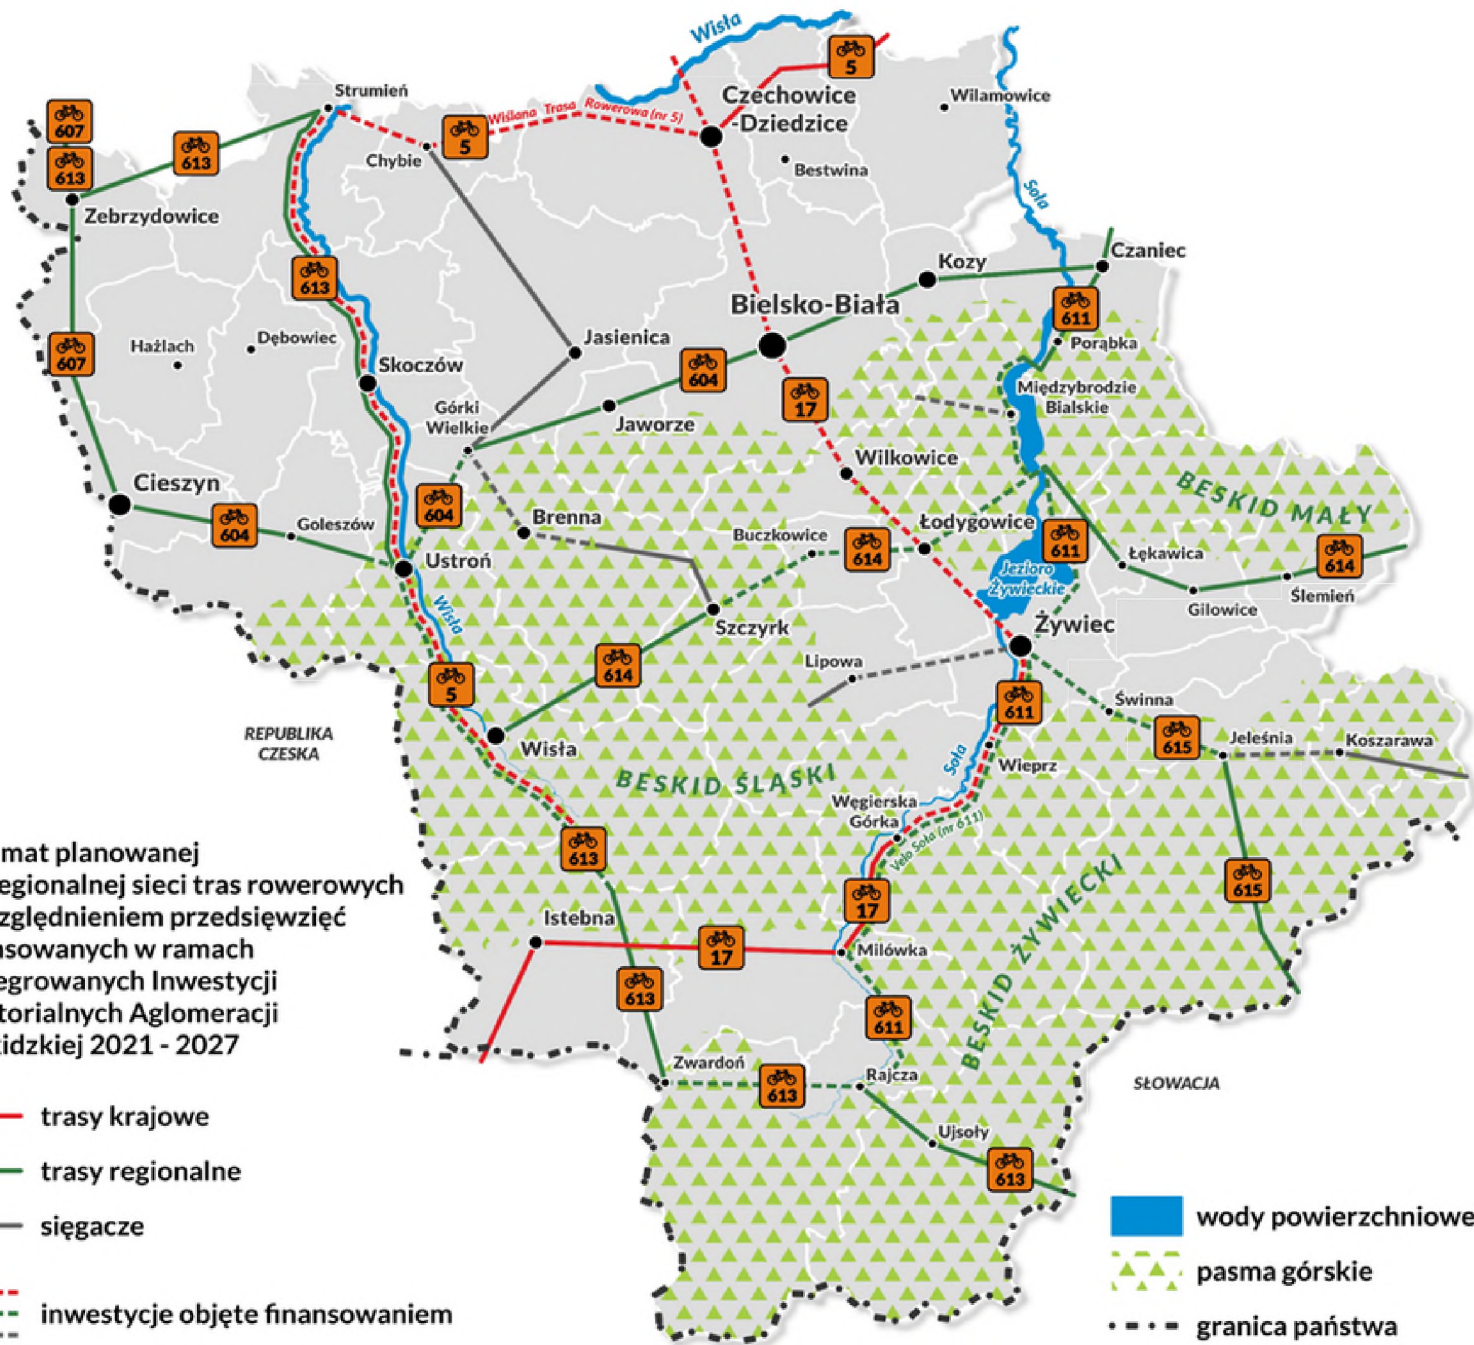 Wisła
5
Czechowice
-Dziedzice
Wilamowice
Strumień
607
613
613
Wiślana Trasa Rowerowa (nr 5)
5
Chybie
Bestwina
Zebrzydowice
Soła
Czaniec
Kozy
613
Bielsko-Biała
611
Hażlach
Dębowiec
Jasienica
Porąbka
607
Skoczów
604
17
Międzybrodzie
Bialskie
Górki
Wielkie
Jaworze
Wilkowice
Cieszyn
BESKID MAŁY
604
604
Goleszów
Brenna
Buczkowice
Łodygowice
614
611
Łękawica
614
Ustroń
Jezioro
Żywieckie
Gilowice
Ślemień
Wisła
Szczyrk
Żywiec
614
Lipowa
5
611
Świnna
REPUBLIKA
CZESKA
Wisła
615
Jeleśnia
Koszarawa
Soła
Wieprz
BESKID ŚLĄSKI
Węgierska
Górka
Velo Soła (nr 611)
613
mat planowanej
egionalnej sieci tras rowerowych
zględnieniem przedsięwzięć
nsowanych w ramach
egrowanych Inwestycji
torialnych Aglomeracji
kidzkiej 2021 - 2027
615
17
Istebna
17
Milówka
BESKID ŻYWIECKI
613
611
Zwardoń
613
Rajcza
SŁOWACJA
trasy krajowe
Ujsoły
613
trasy regionalne
sięgacze
inwestycje objęte finansowaniem
wody powierzchniowe
pasma górskie
granica państwa